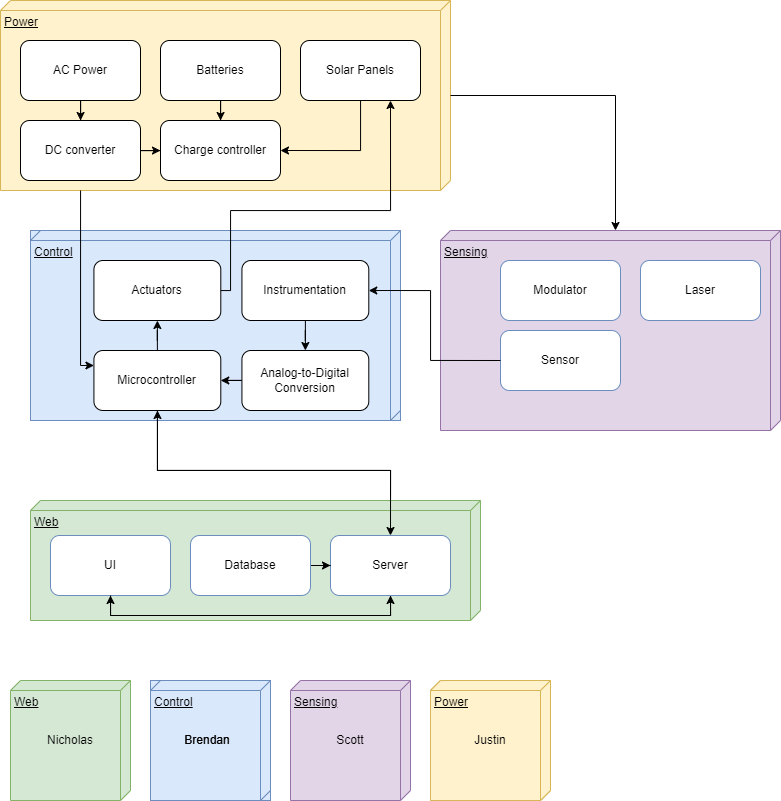 Power
AC Power
Batteries
Solar Panels
DC converter
Charge controller
Control
Actuators
Instrumentation
Microcontroller
Analog-to-Digital
Conversion
Sensing
Modulator
Laser
Sensor
Web
UI
Database
Server
Web
Nicholas
Control
Brendan
Sensing
Scott
Power
Justin